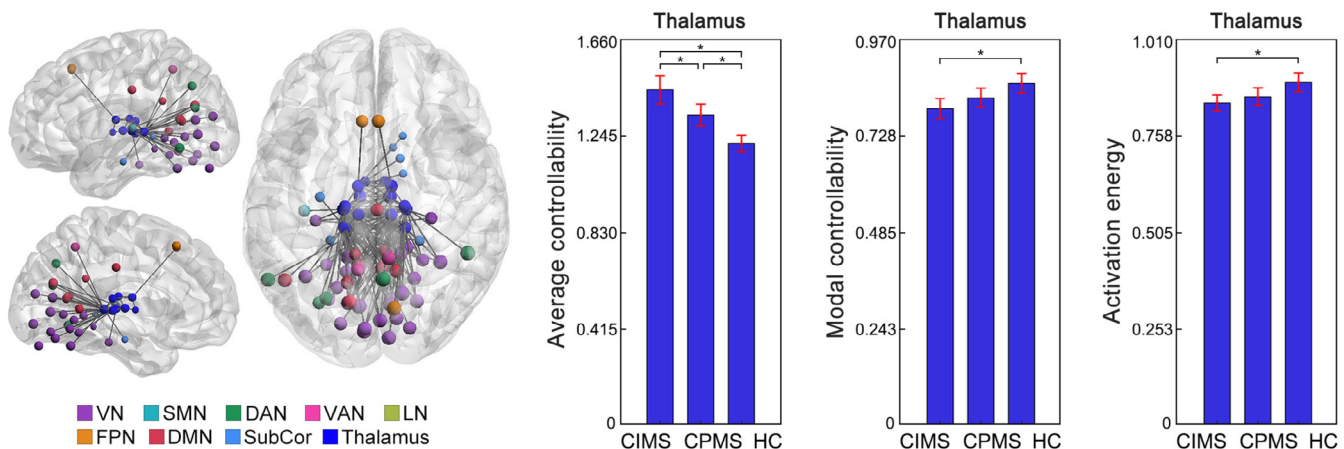 VN SMN DAN VAN LN
FPN DMN SubCor Thalamus
Thalamus
Average controllability
1.660
*
* *
1.245
0.830
0.415
0
CIMS CPMS HC
Thalamus
Modal controllability
0.970
*
0.728
0.485
0.243
0
CIMS CPMS HC
Thalamus
Activation energy
1.010
*
0.758
0.505
0.253
0
CIMS CPMS HC